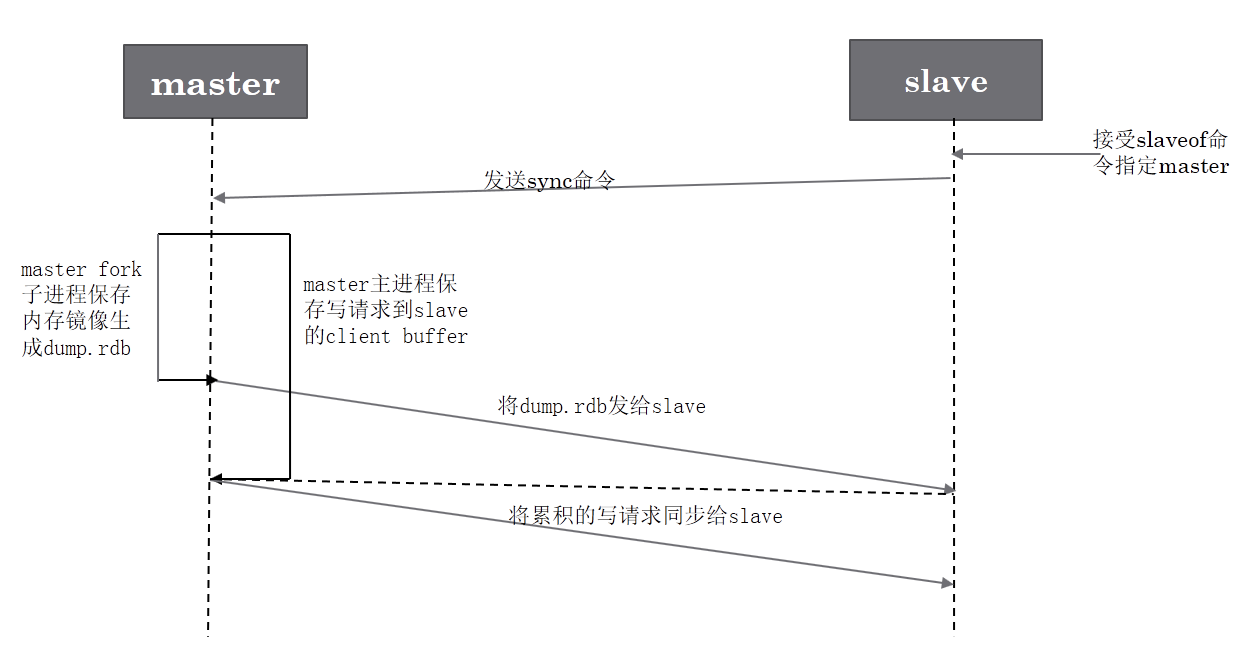 master
slave
接受slaveof命
令指定master
发送sync命令
master fork
子进程保存
内存镜像生
成dump.rdb
master主进程保
存写请求到slave
的client buffer
将dump.rdb发给slave
将累积的写请求同步给slave